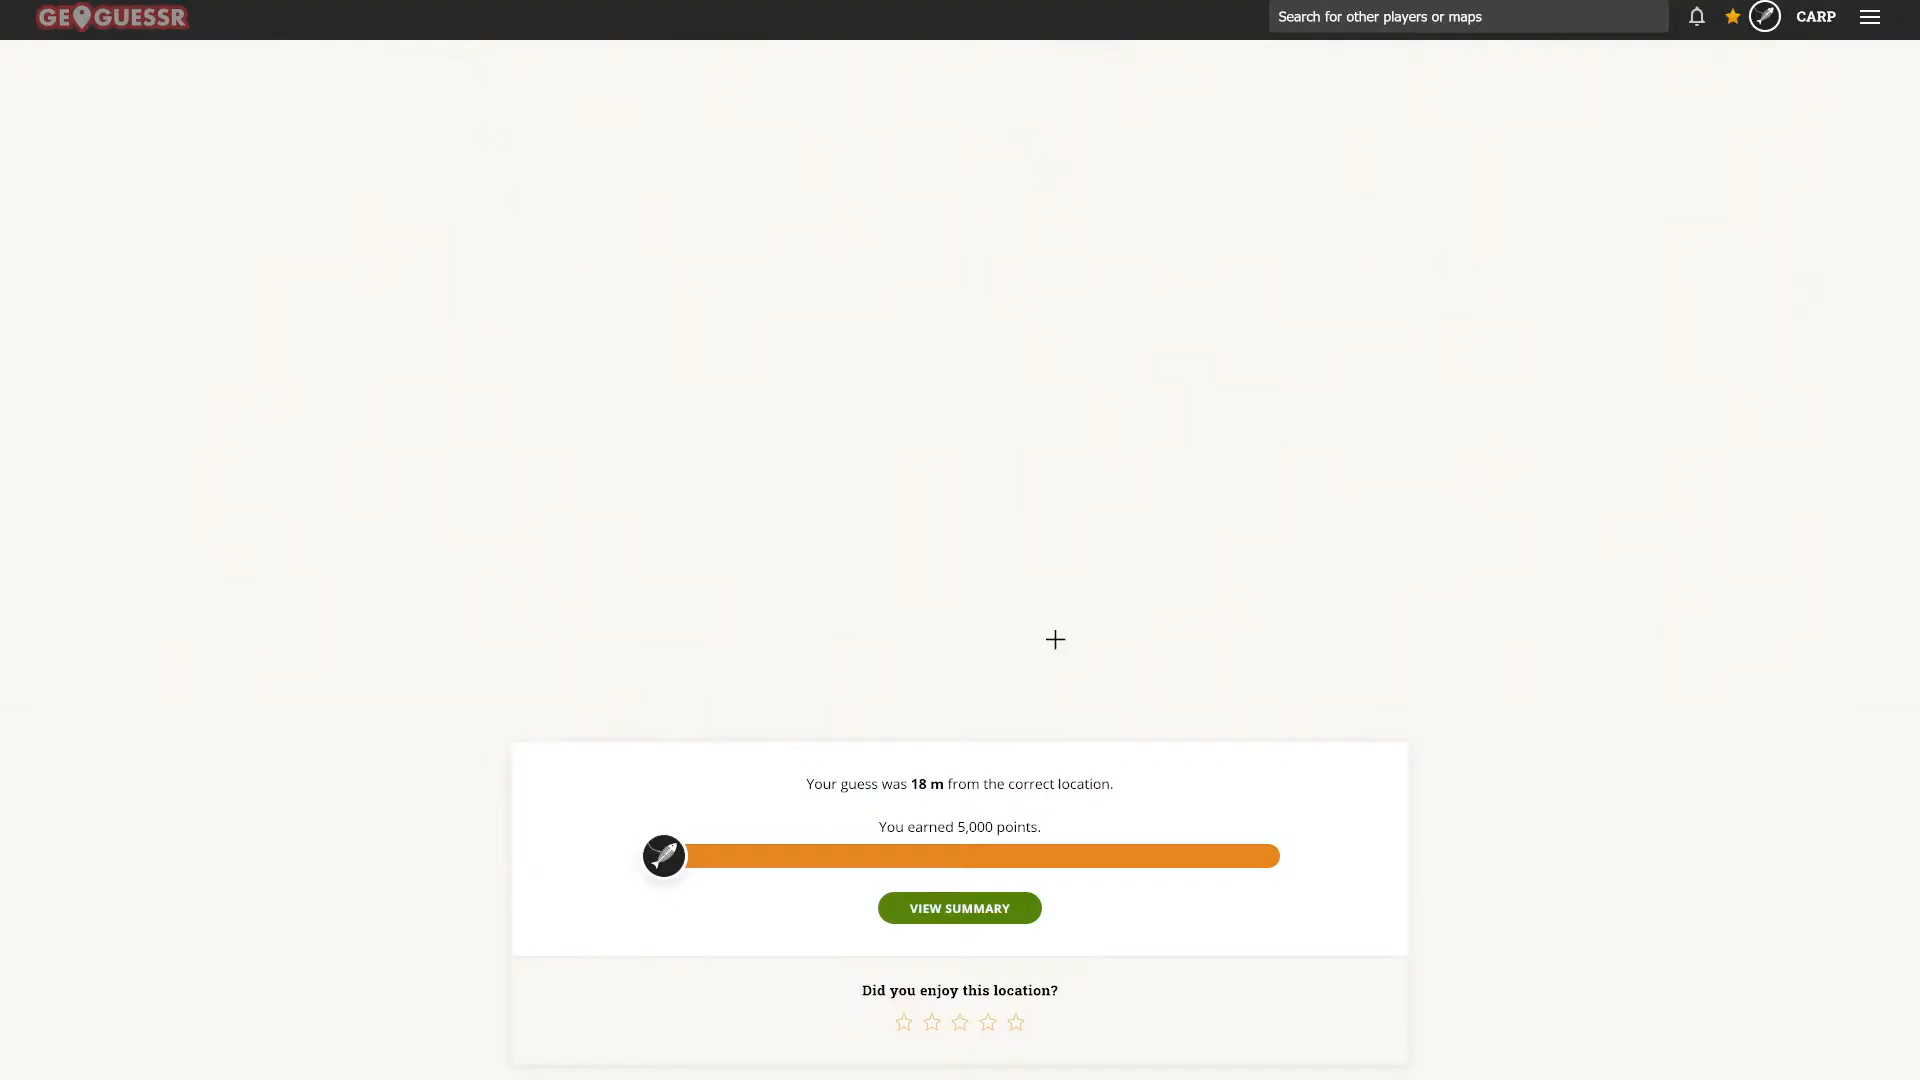 GEOGUESSR
Search for other players or maps
CARP
Your guess was 18 m from the correct location.
You earned 5,000 points.
VIEW SUMMARY
Did you enjoy this location?